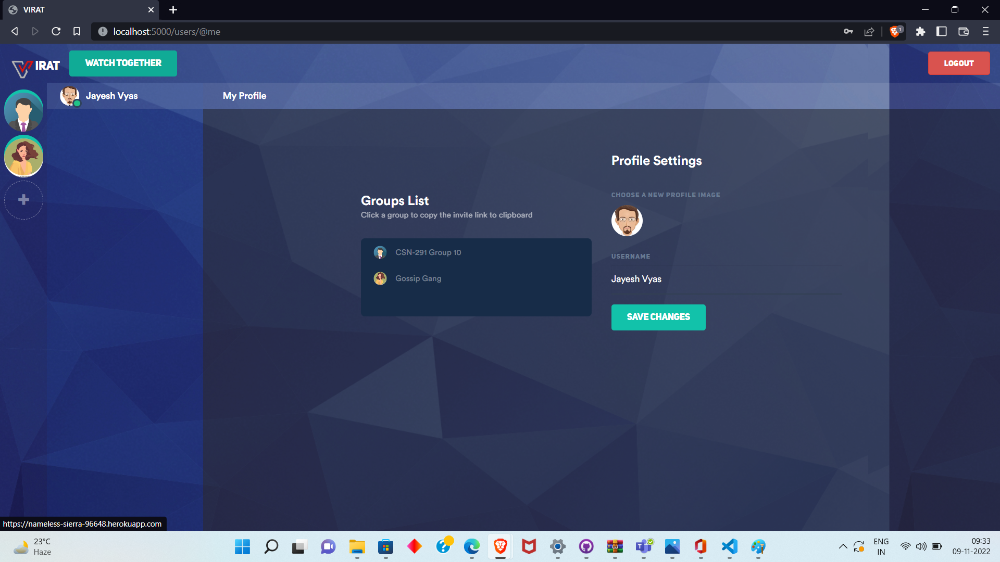 VIRAT
localhost:5000/users/@me
1
VIRAT
WATCH TOGETHER
LOGOUT
Jayesh Vyas
My Profile
Profile Settings
CHOOSE A NEW PROFILE IMAGE
Groups List
Click a group to copy the invite link to clipboard
CSN-291 Group 10
Gossip Gang
USERNAME
Jayesh Vyas
SAVE CHANGES
https://nameless-sierra-96648.herokuapp.com
23°C
Haze
ENG
IN
09:33
09-11-2022